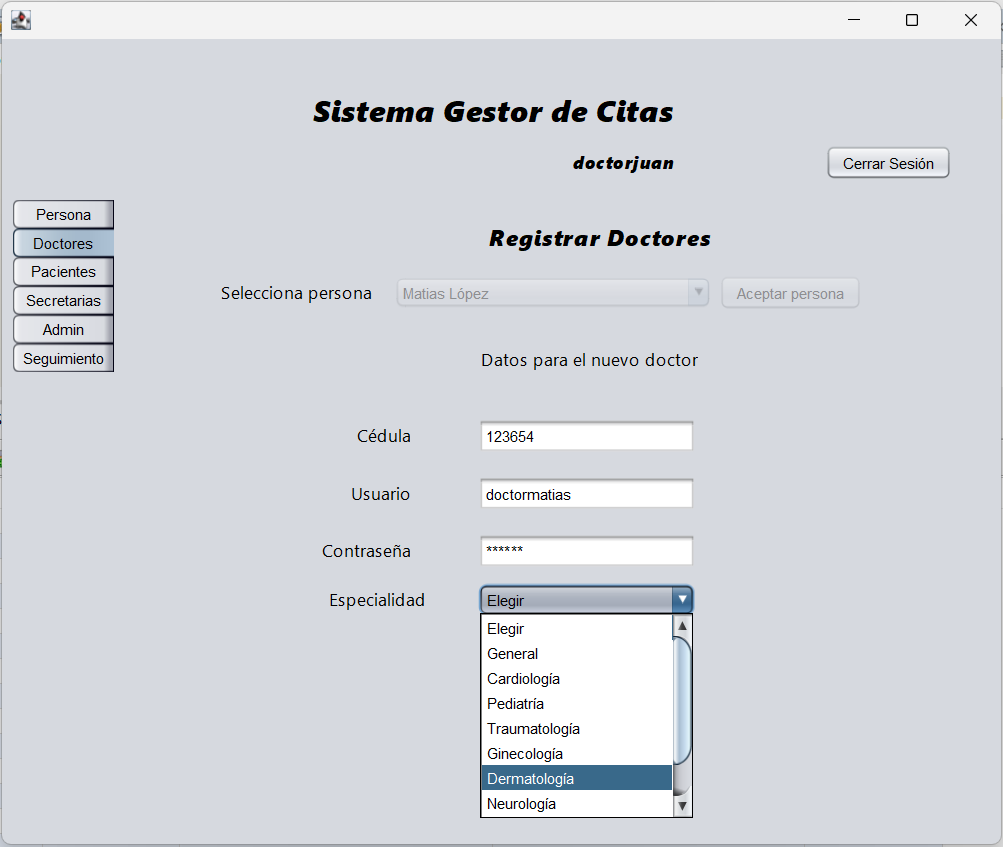 Sistema Gestor de Citas
doctorjuan
Cerrar Sesión
Persona
Doctores
Pacientes
Secretarias
Admin
Seguimiento
Registrar Doctores
Selecciona persona
Matias López
Aceptar persona
Datos para el nuevo doctor
Cédula
123654
Usuario
doctormatias
Contraseña
******
Especialidad
Elegir
Elegir
General
Cardiología
Pediatría
Traumatología
Ginecología
Dermatología
Neurología